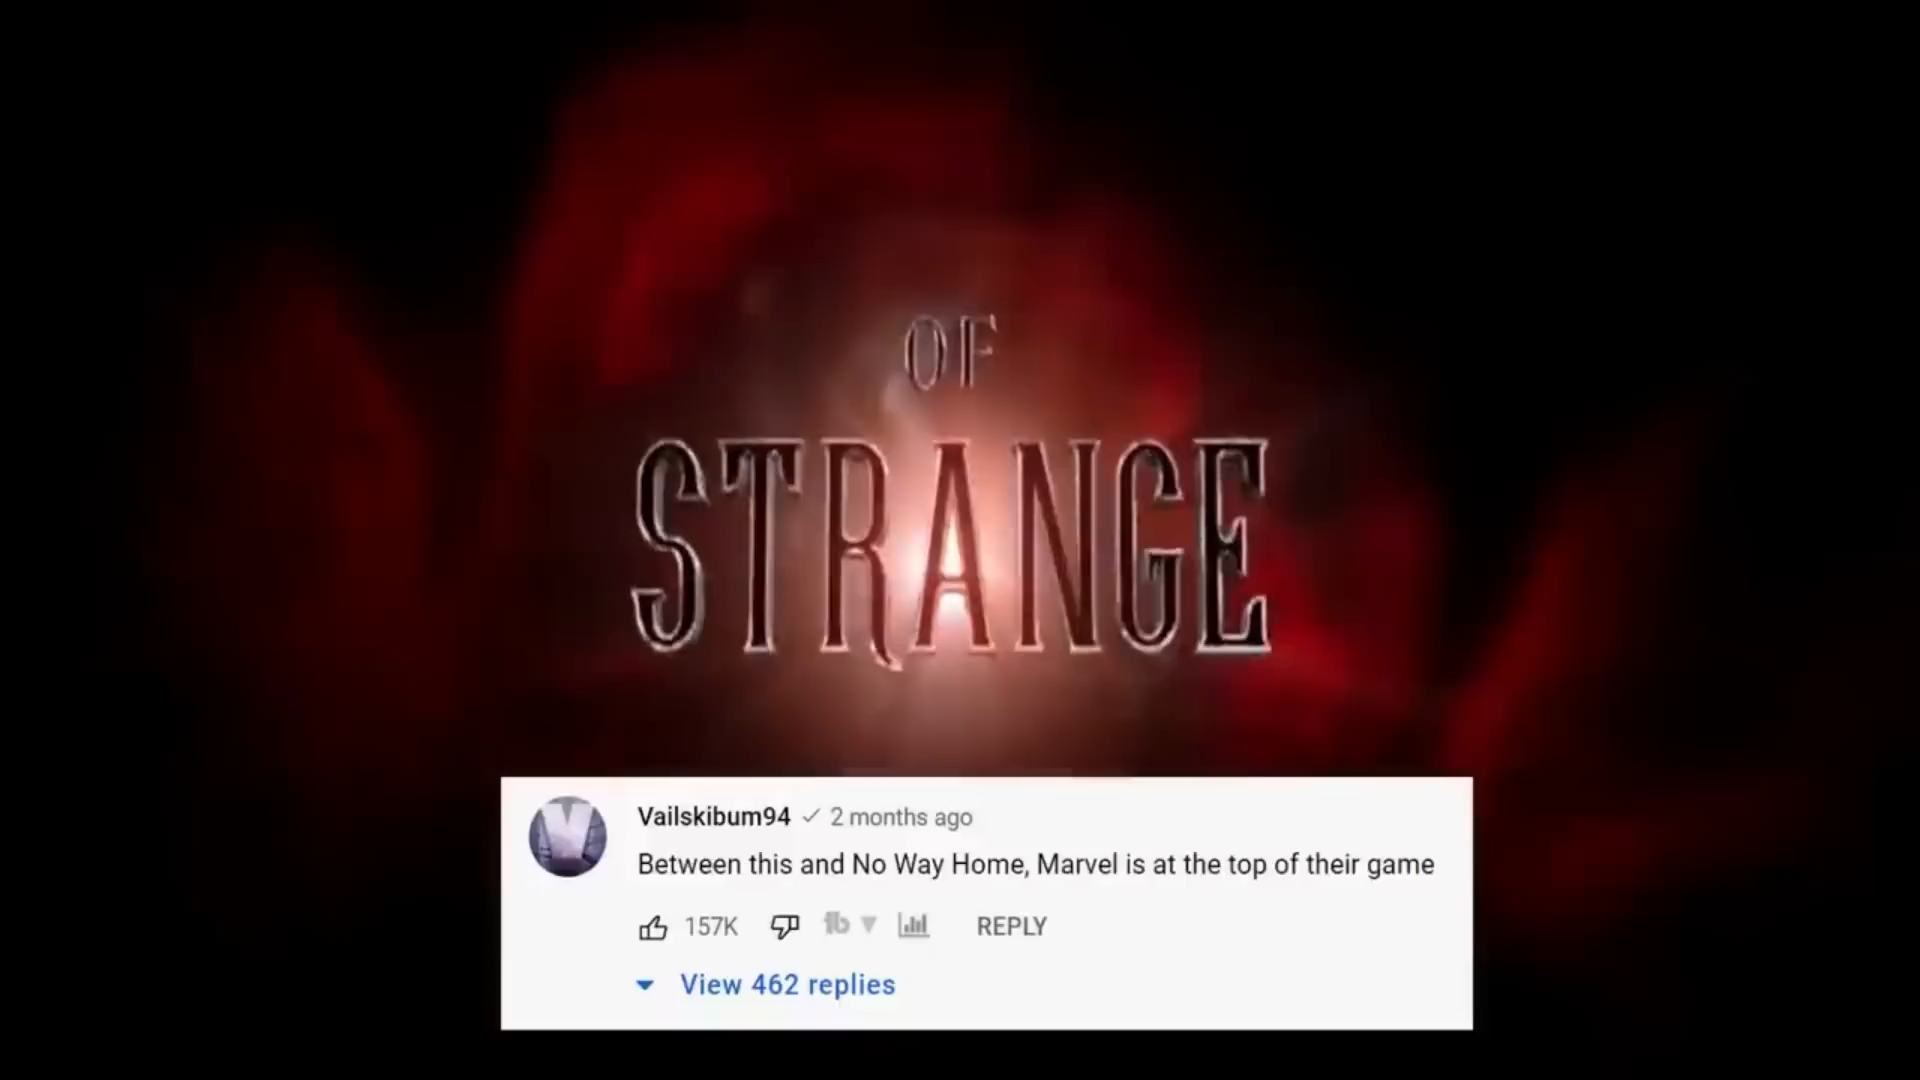 OF
STRANGE
Vailskibum94 ✓ 2 months ago
Between this and No Way Home, Marvel is at the top of their game
157K tb ▼ REPLY
View 462 replies